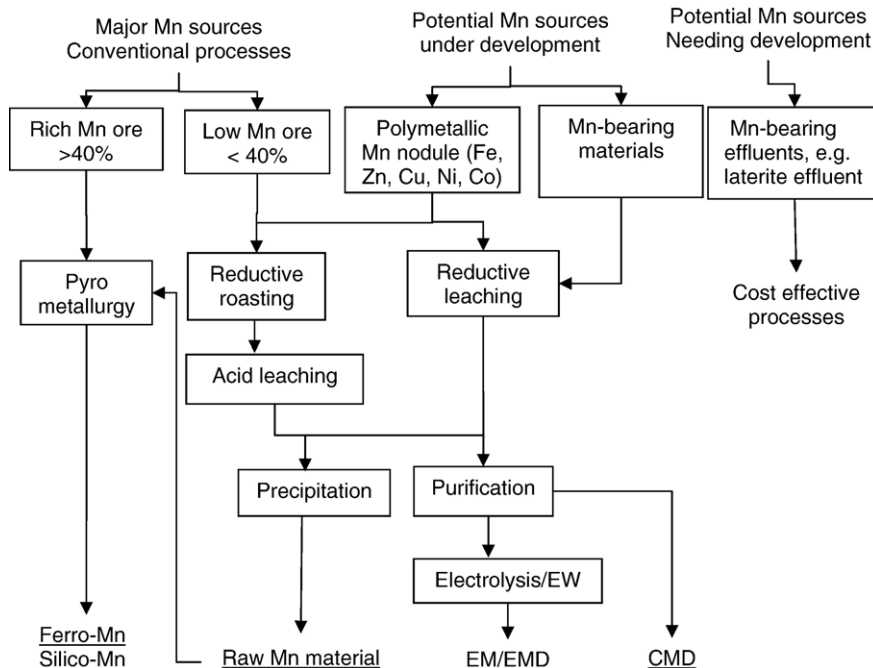 Major Mn sources
Conventional processes
Potential Mn sources
under development
Potential Mn sources
Needing development
Rich Mn ore
>40%
Low Mn ore
< 40%
Polymetallic
Mn nodule (Fe,
Zn, Cu, Ni, Co)
Mn-bearing
materials
Mn-bearing
effluents, e.g.
laterite effluent
Pyro
metallurgy
Reductive
roasting
Reductive
leaching
Cost effective
processes
Acid leaching
Precipitation
Purification
Electrolysis/EW
Ferro-Mn
Silico-Mn
Raw Mn material
EM/EMD
CMD